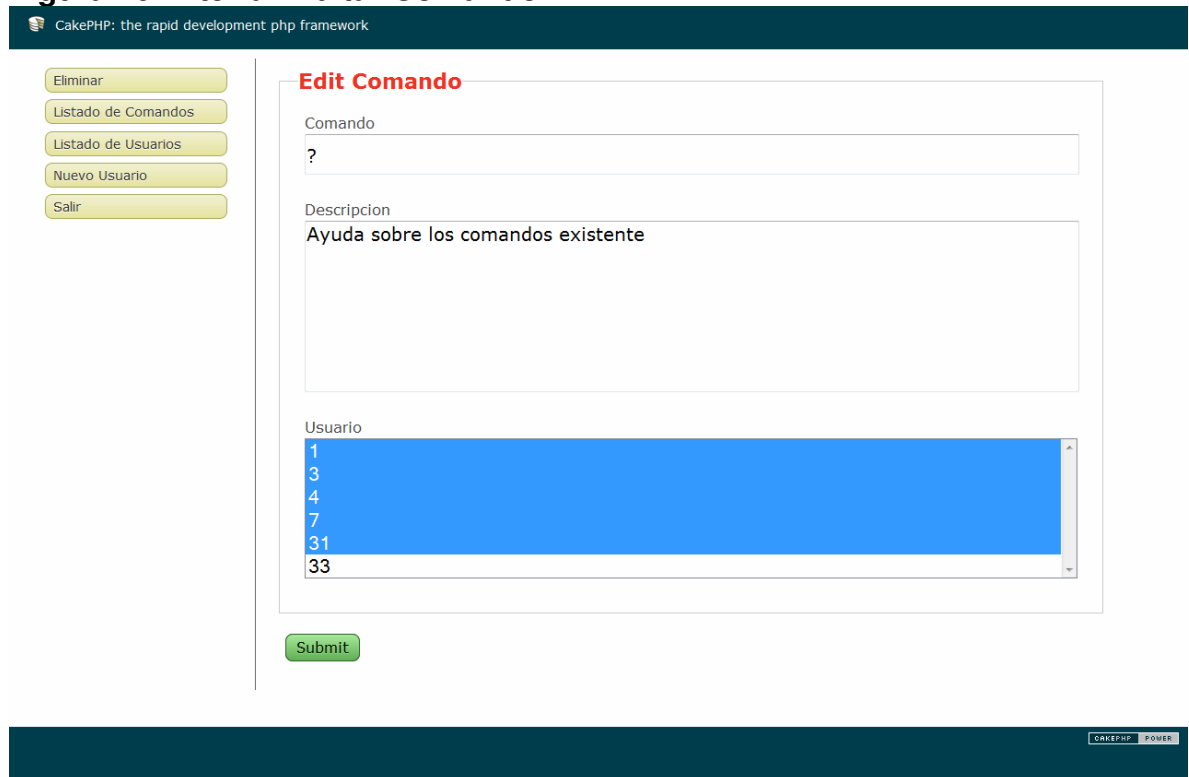 CakePHP: the rapid development php framework
Eliminar
Listado de Comandos
Listado de Usuarios
Nuevo Usuario
Salir
Edit Comando
Comando
?
Descripcion
Ayuda sobre los comandos existente
Usuario
1
3
4
7
31
33
Submit
CAKEPHP POWER